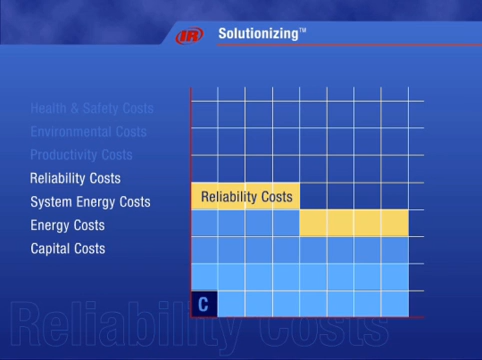 IR Solutionizing™
Health & Safety Costs
Environmental Costs
Productivity Costs
Reliability Costs
System Energy Costs
Energy Costs
Capital Costs
Reliability Costs
C
Reliability Costs